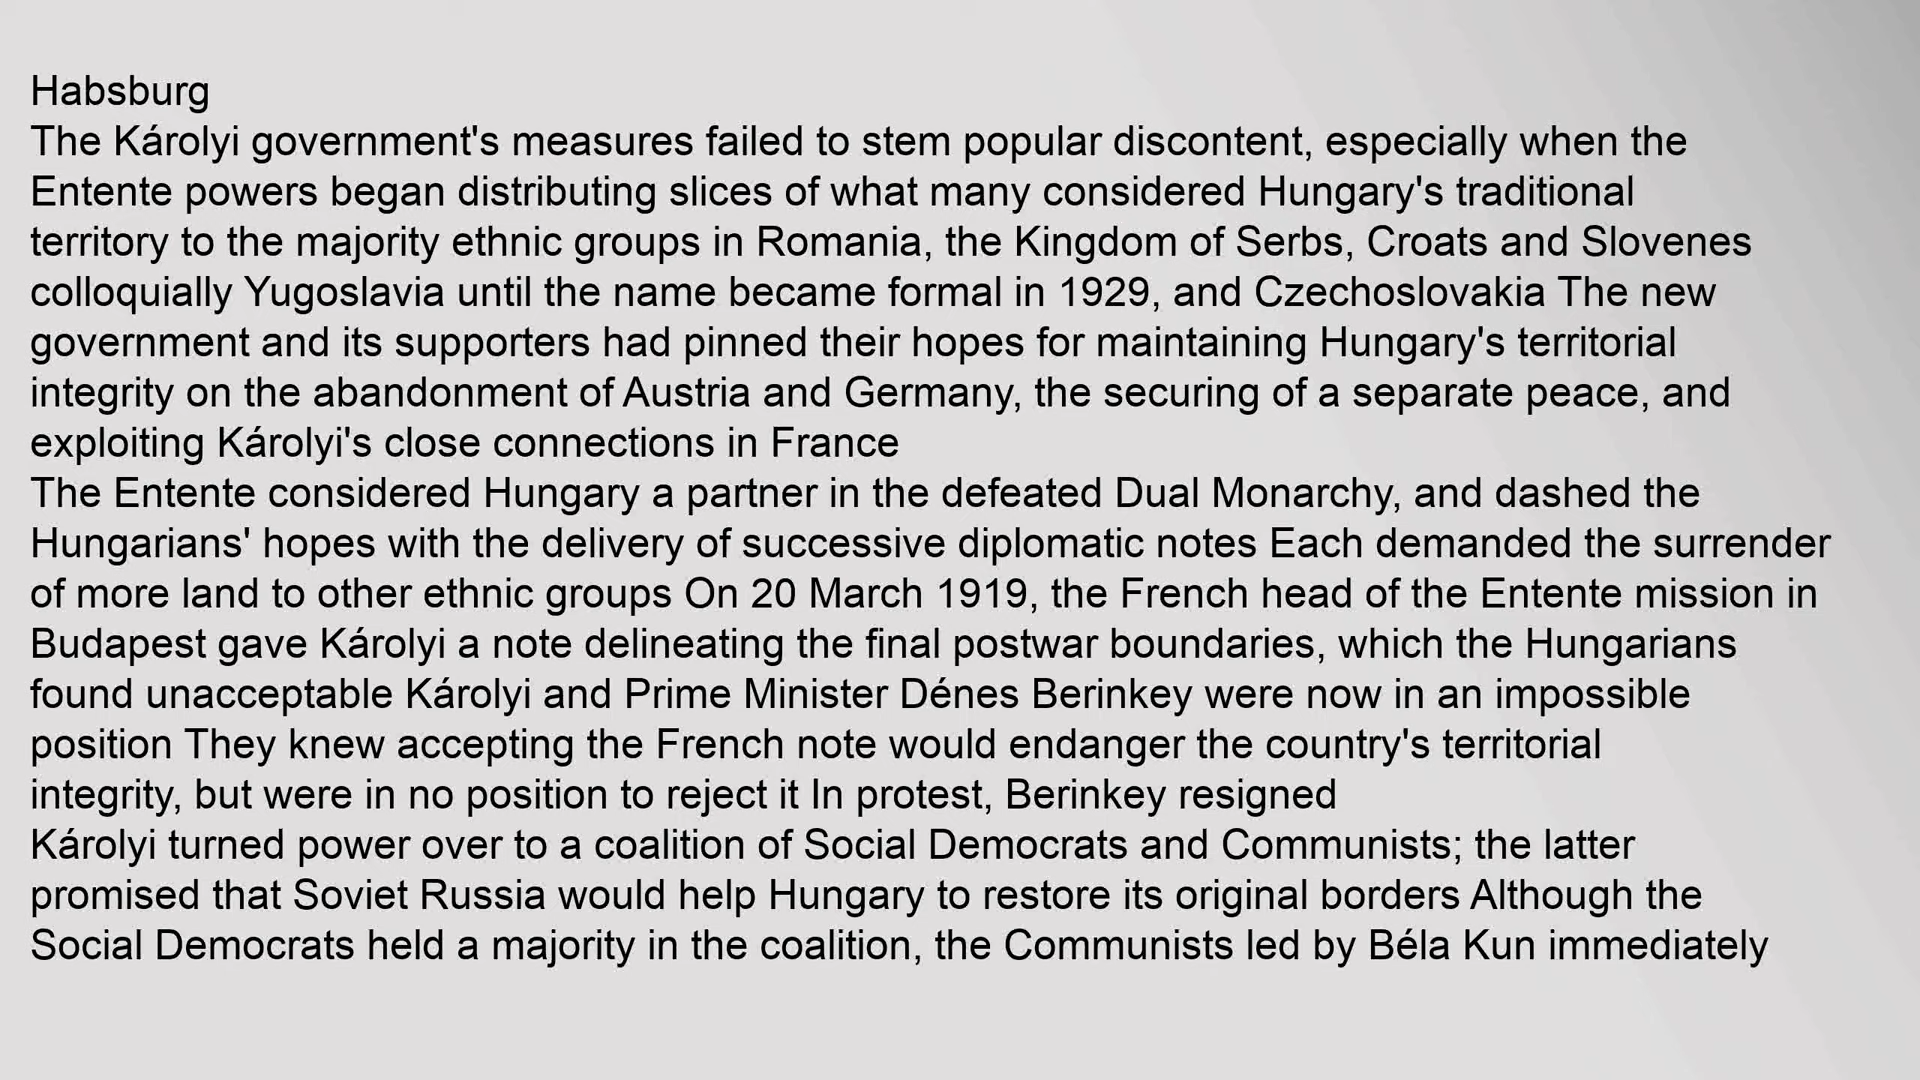 Habsburg
The Károlyi government's measures failed to stem popular discontent, especially when the
Entente powers began distributing slices of what many considered Hungary's traditional
territory to the majority ethnic groups in Romania, the Kingdom of Serbs, Croats and Slovenes
colloquially Yugoslavia until the name became formal in 1929, and Czechoslovakia The new
government and its supporters had pinned their hopes for maintaining Hungary's territorial
integrity on the abandonment of Austria and Germany, the securing of a separate peace, and
exploiting Károlyi's close connections in France
The Entente considered Hungary a partner in the defeated Dual Monarchy, and dashed the
Hungarians' hopes with the delivery of successive diplomatic notes Each demanded the surrender
of more land to other ethnic groups On 20 March 1919, the French head of the Entente mission in
Budapest gave Károlyi a note delineating the final postwar boundaries, which the Hungarians
found unacceptable Károlyi and Prime Minister Dénes Berinkey were now in an impossible
position They knew accepting the French note would endanger the country's territorial
integrity, but were in no position to reject it In protest, Berinkey resigned
Károlyi turned power over to a coalition of Social Democrats and Communists; the latter
promised that Soviet Russia would help Hungary to restore its original borders Although the
Social Democrats held a majority in the coalition, the Communists led by Béla Kun immediately